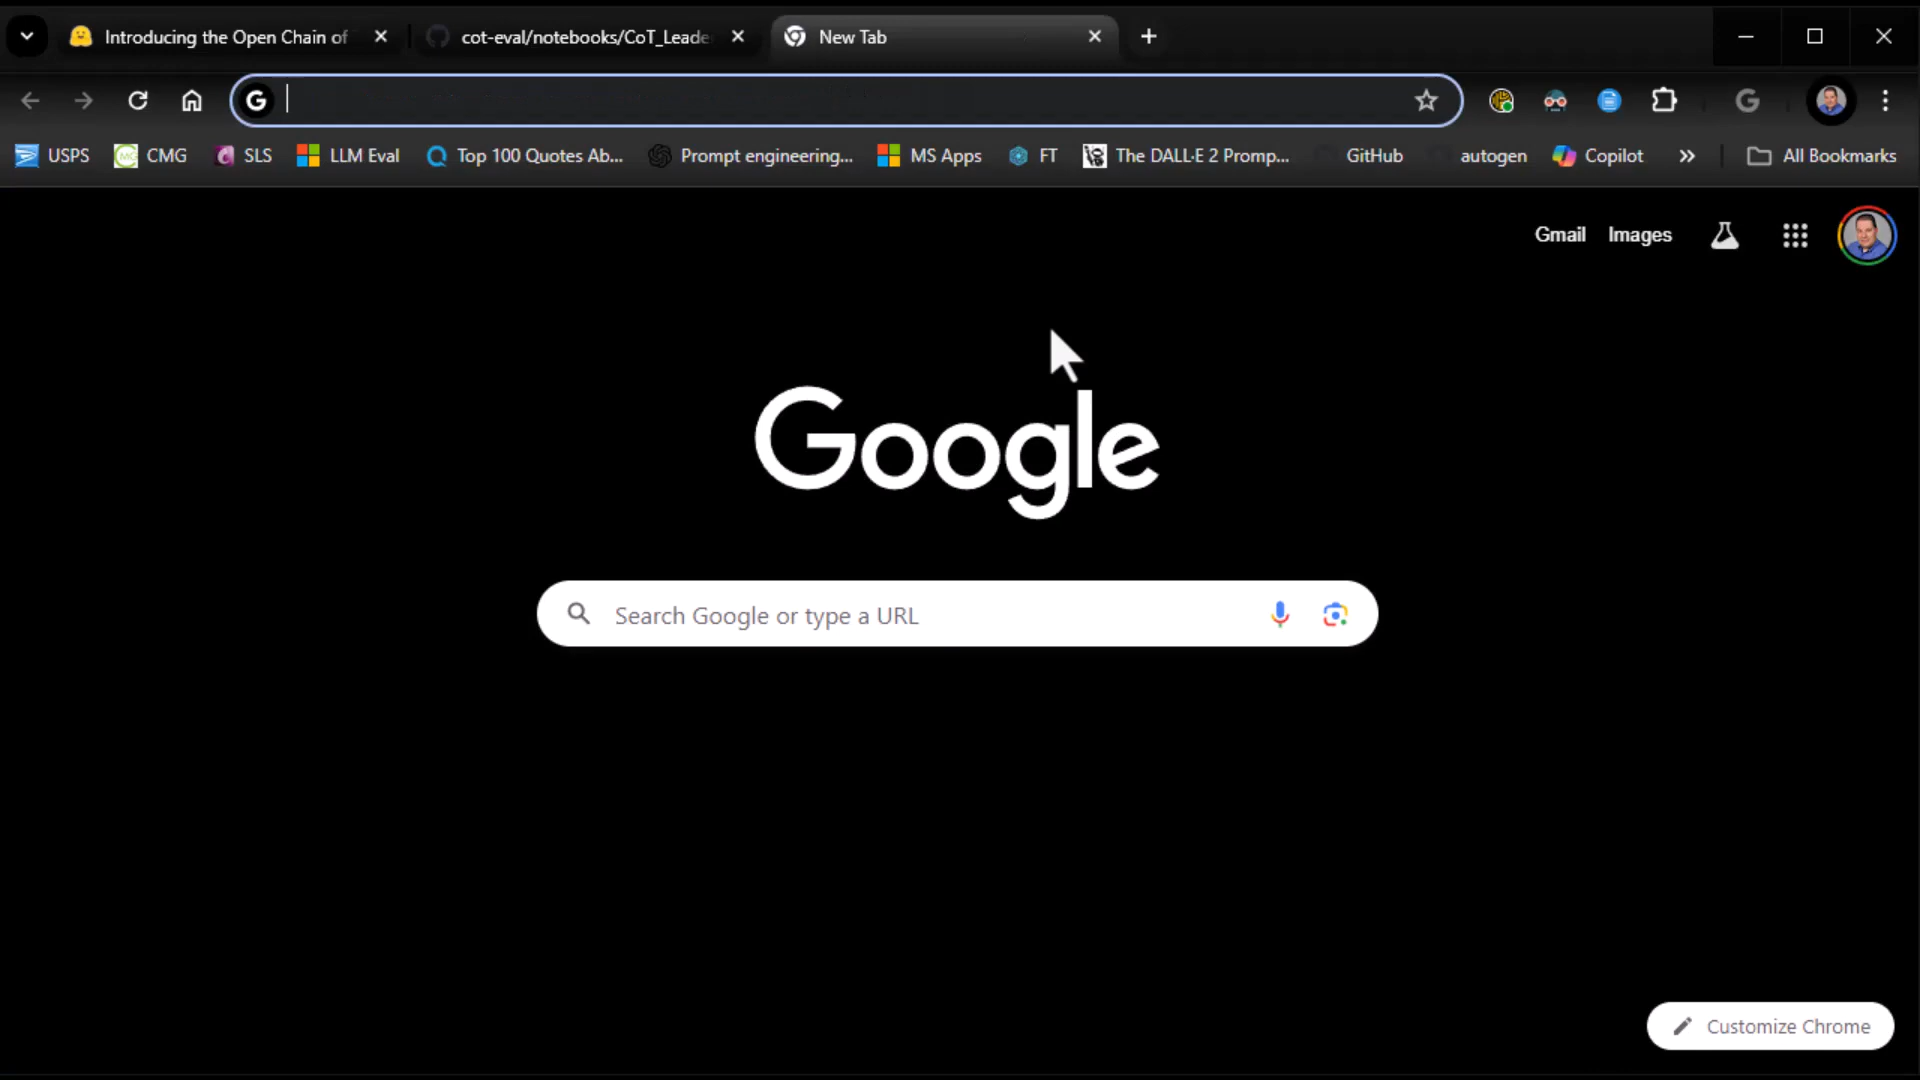 Introducing the Open Chain of
cot-eval/notebooks/CoT_Leade
New Tab
USPS
CMG
SLS
LLM Eval
Top 100 Quotes Ab...
Prompt engineering...
MS Apps
FT
The DALL·E 2 Promp...
GitHub
autogen
Copilot
All Bookmarks
Gmail
Images
Google
Search Google or type a URL
Customize Chrome